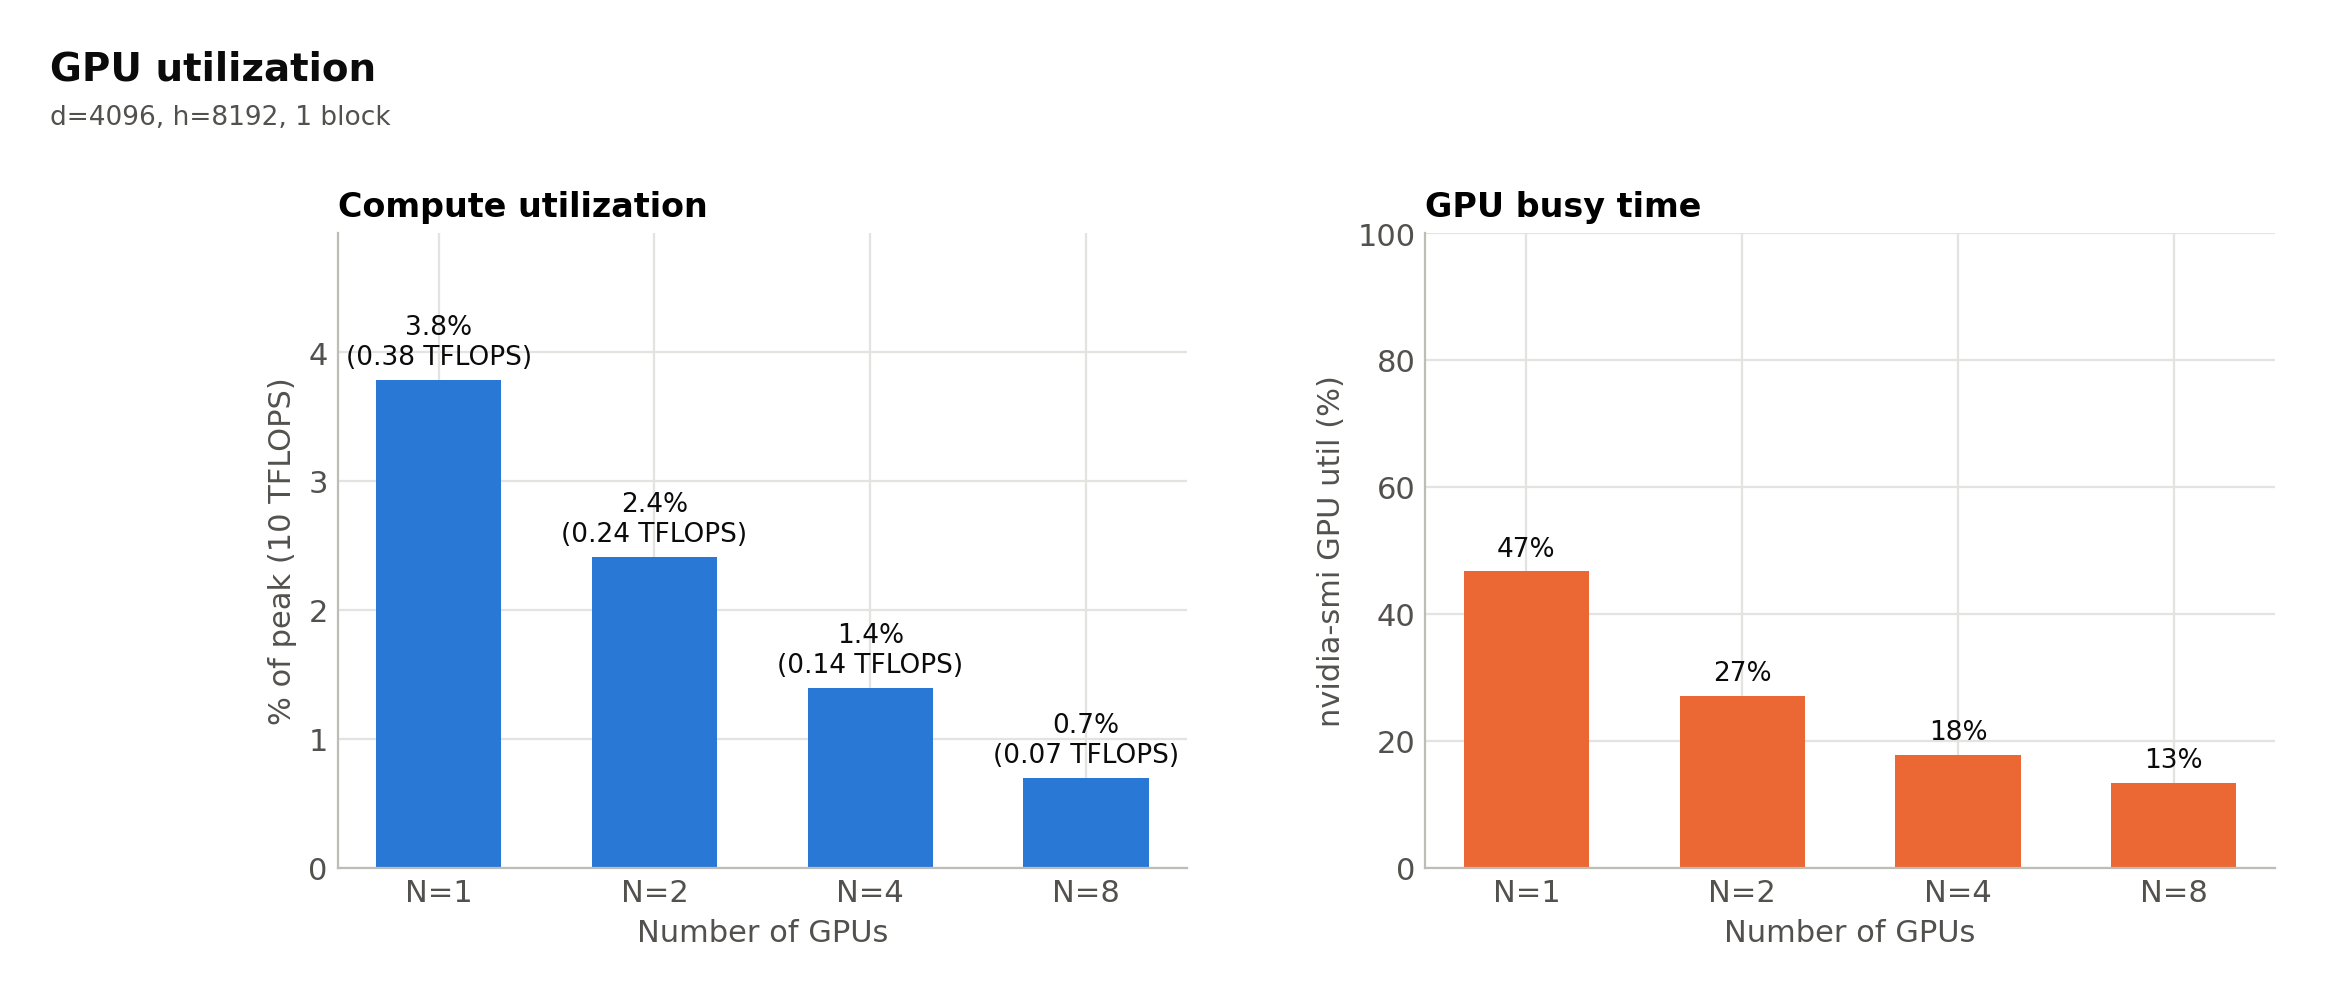 GPU utilization
d=4096, h=8192, 1 block
Compute utilization
% of peak (10 TFLOPS)
4
3
2
1
0
3.8%
(0.38 TFLOPS)
2.4%
(0.24 TFLOPS)
1.4%
(0.14 TFLOPS)
0.7%
(0.07 TFLOPS)
N=1 N=2 N=4 N=8
Number of GPUs
GPU busy time
nvidia-smi GPU util (%)
100
80
60
40
20
0
47%
27%
18%
13%
N=1 N=2 N=4 N=8
Number of GPUs